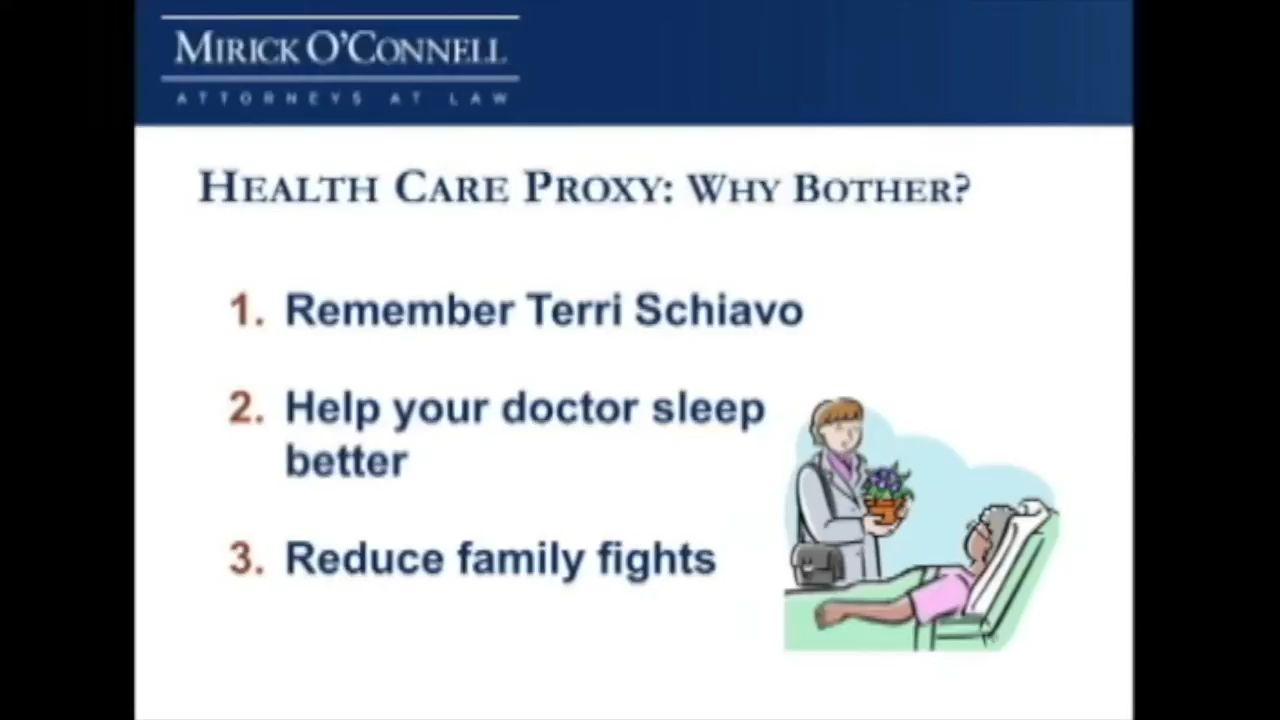 MIRICK O'CONNELL
ATTORNEYS AT LAW
HEALTH CARE PROXY: WHY BOTHER?
1. Remember Terri Schiavo
2. Help your doctor sleep
better
3. Reduce family fights